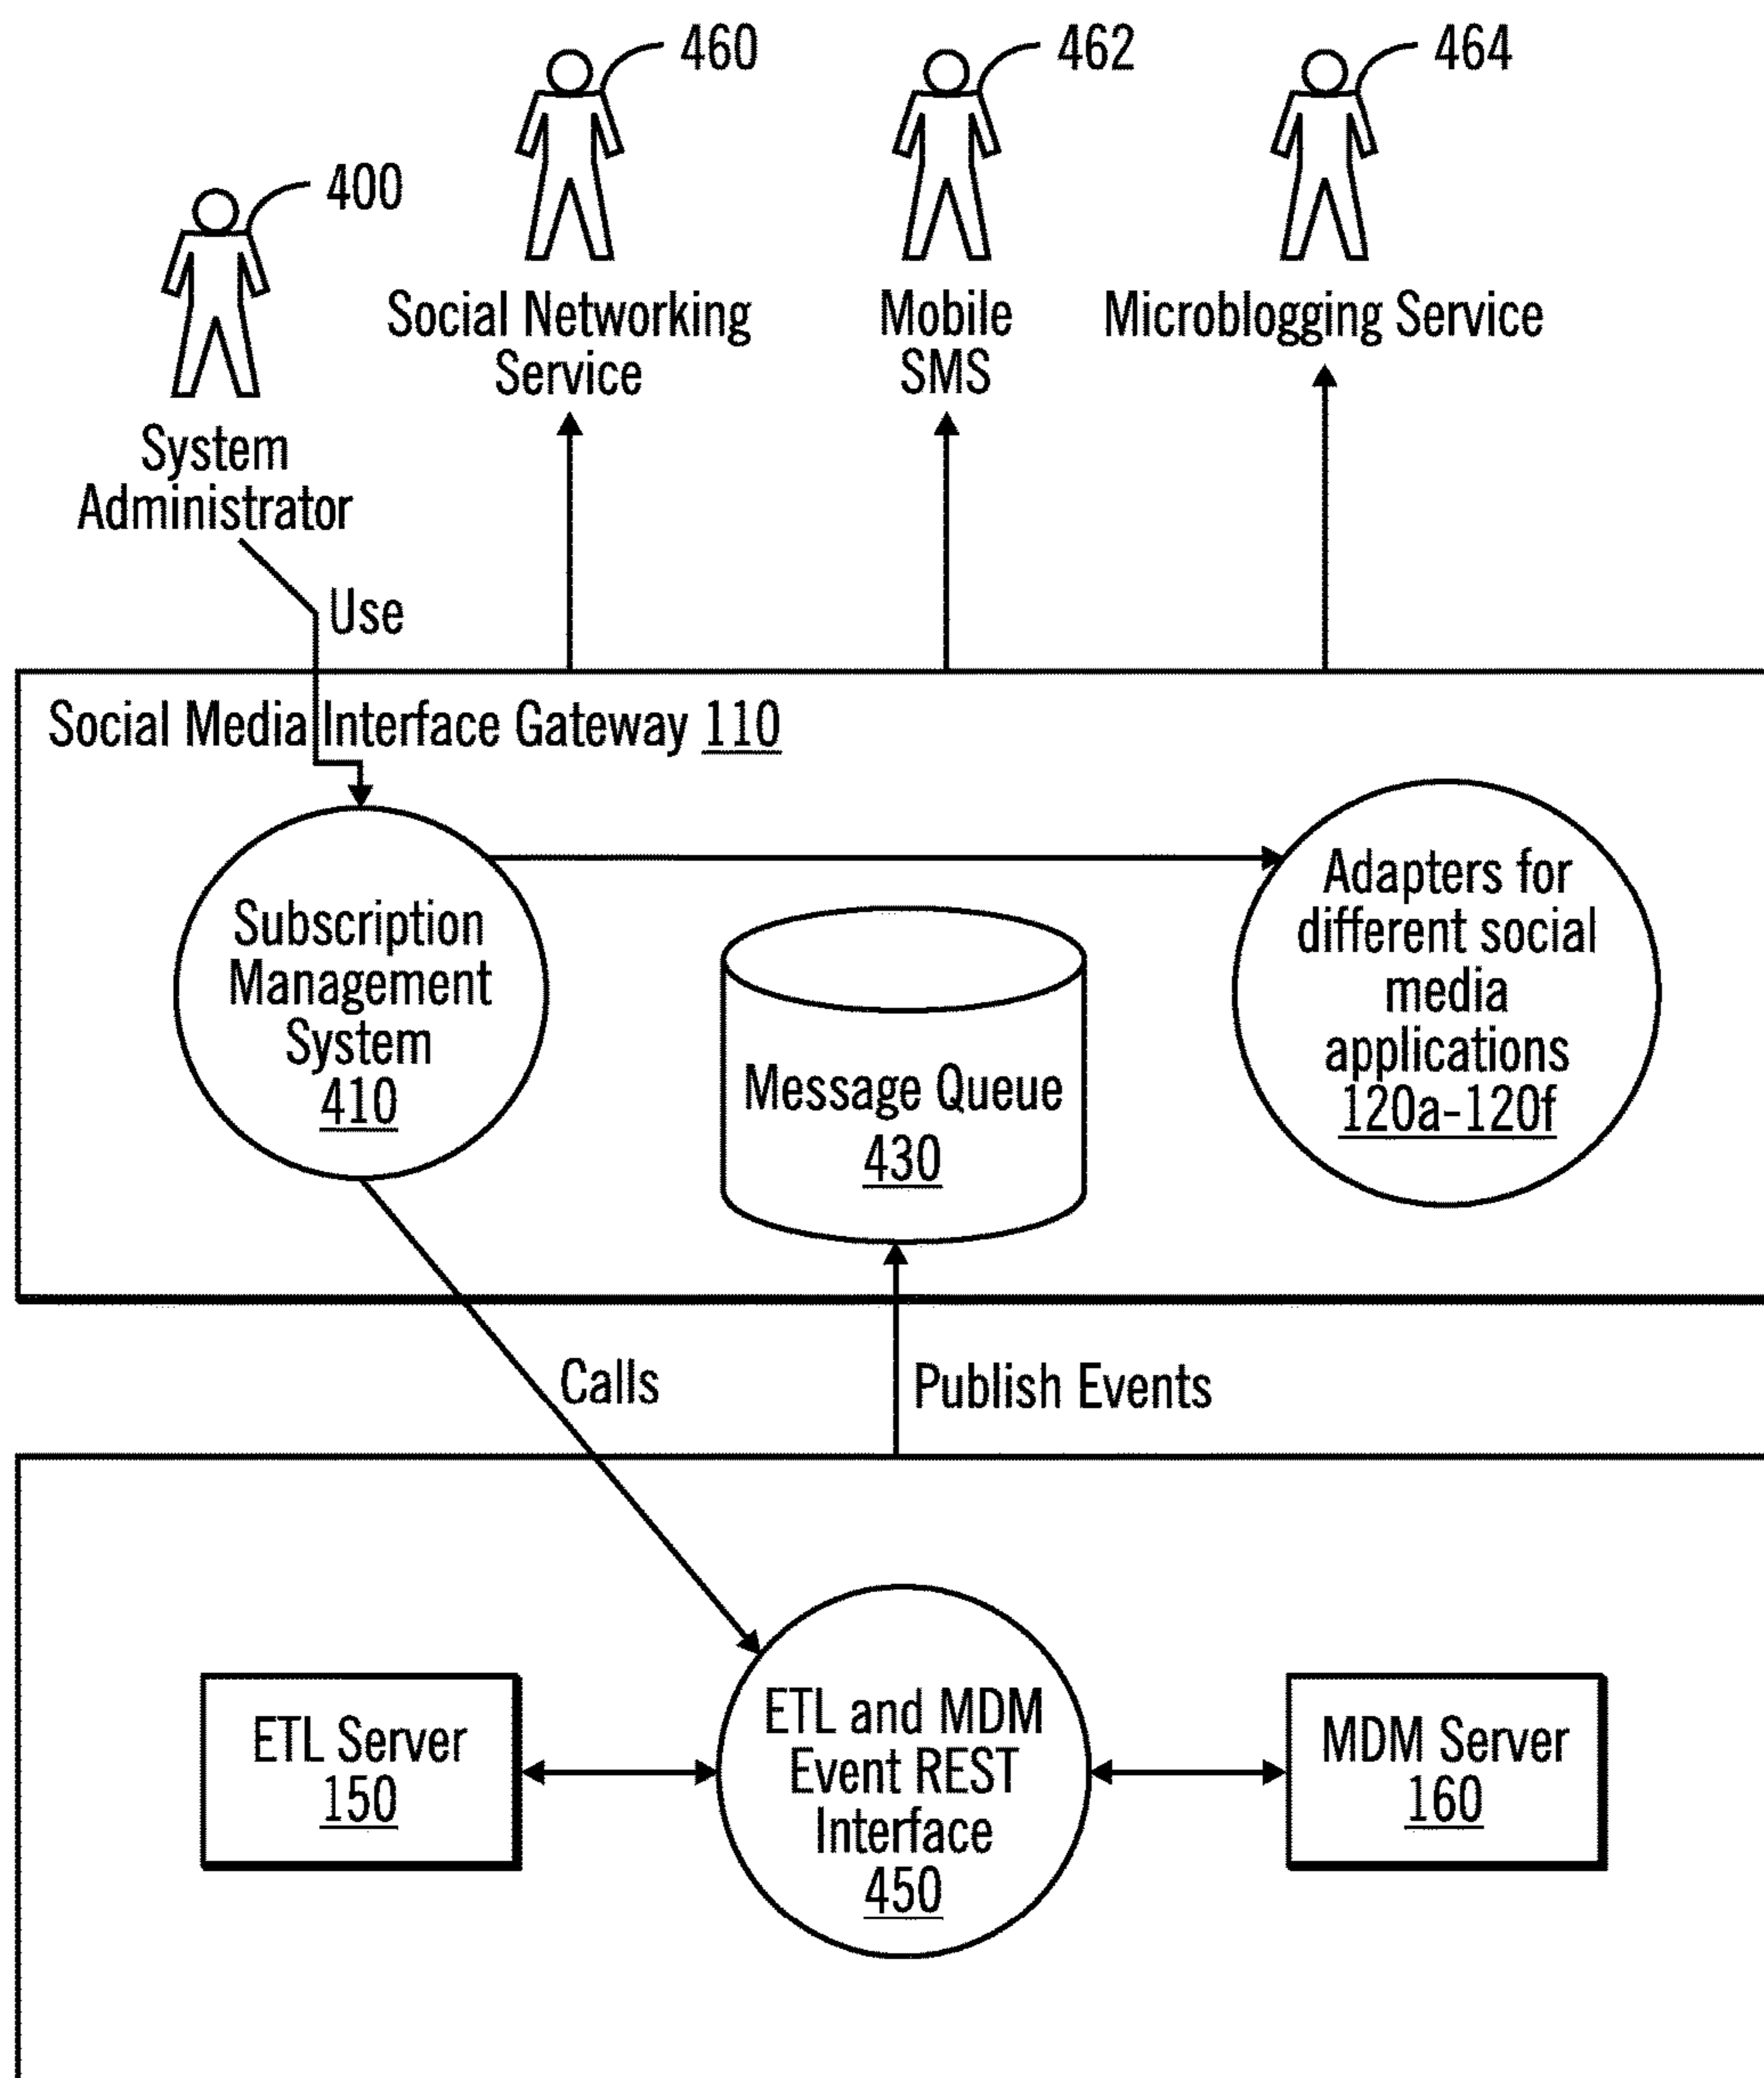 460
462
464
400
Social Networking
Service
Mobile
SMS
Microblogging Service
System
Administrator
Use
Social Media Interface Gateway 110
Subscription
Management
System
410
Message Queue
430
Adapters for
different social
media
applications
120a-120f
Calls
Publish Events
ETL Server
150
ETL and MDM
Event REST
Interface
450
MDM Server
160